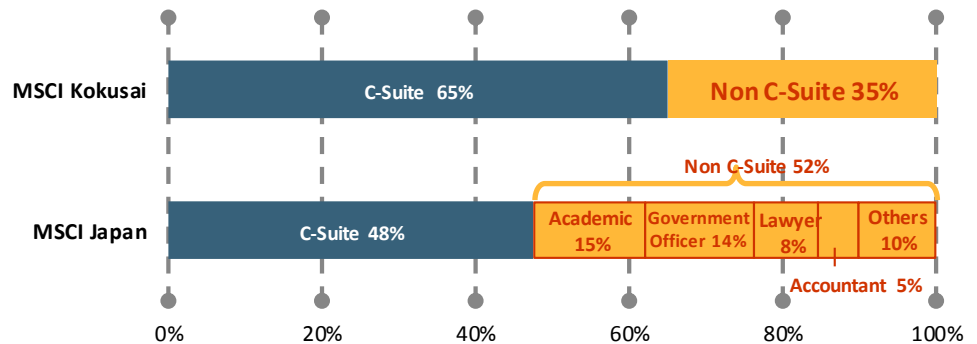 MSCI Kokusai
C-Suite 65%
Non C-Suite 35%
Non C-Suite 52%
MSCI Japan
C-Suite 48%
Academic
15%
Government
Officer 14%
Lawyer
8%
Others
10%
Accountant 5%
0%
20%
40%
60%
80%
100%